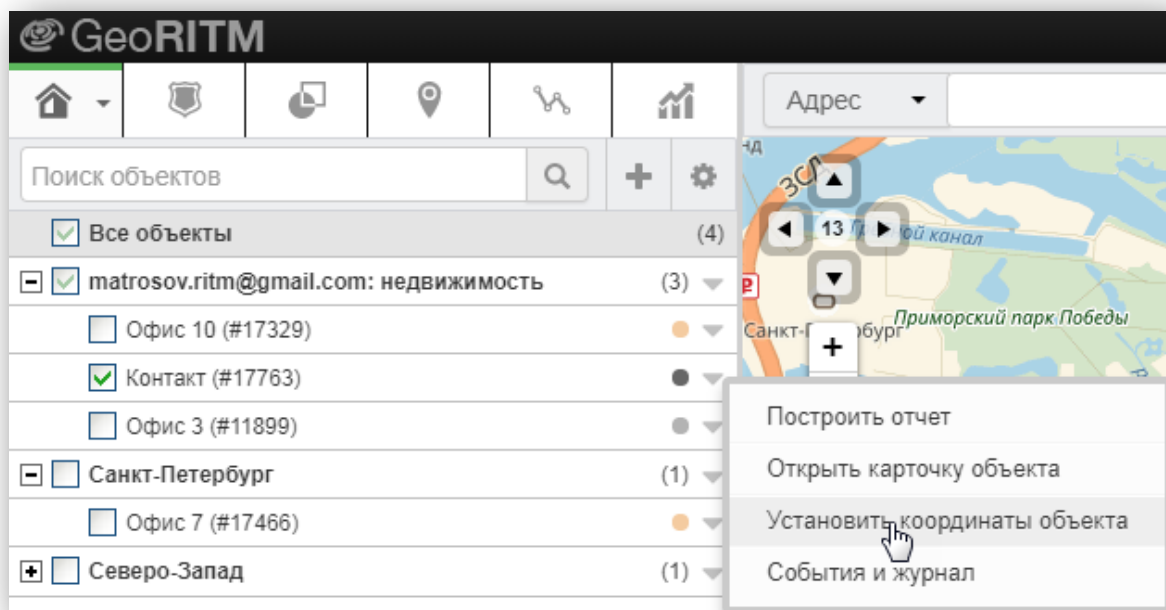 GeoRITM
Адрес
Поиск объектов
Все объекты (4)
matrosov.ritm@gmail.com: недвижимость (3)
Офис 10 (#17329)
Контакт (#17763)
Офис 3 (#11899)
Санкт-Петербург (1)
Офис 7 (#17466)
Северо-Запад (1)
ЗСД
13
ной канал
Приморский парк Победы
+
Построить отчет
Открыть карточку объекта
Установить координаты объекта
События и журнал